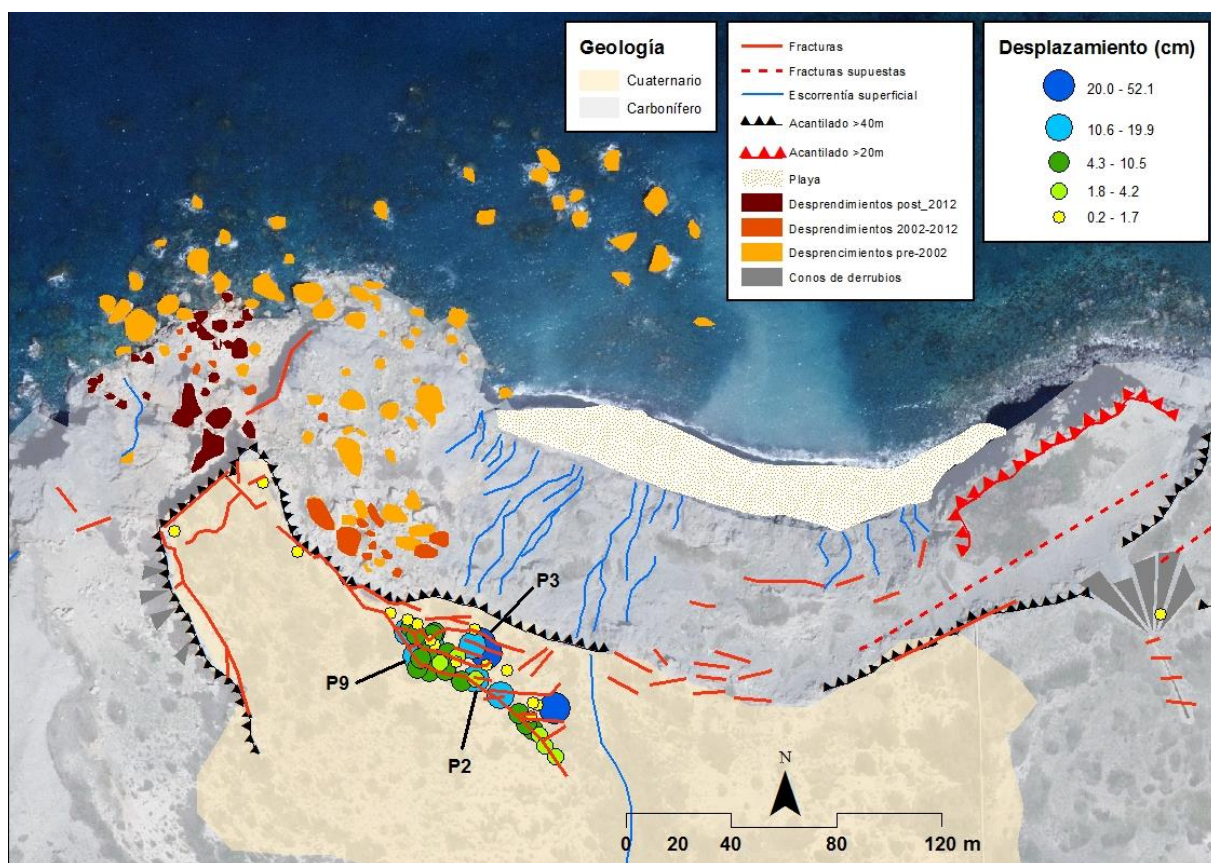 Geología
Cuaternario
Carbonífero
Fracturas
Fracturas supuestas
Escorrentía superficial
Acantilado >40m
Acantilado >20m
Playa
Desprendimientos post_2012
Desprendimientos 2002-2012
Desprencimientos pre-2002
Conos de derrubios
Desplazamiento (cm)
20.0 - 52.1
10.6 - 19.9
4.3 - 10.5
1.8 - 4.2
0.2 - 1.7
P3
P9
P2
N
0 20 40 80 120 m